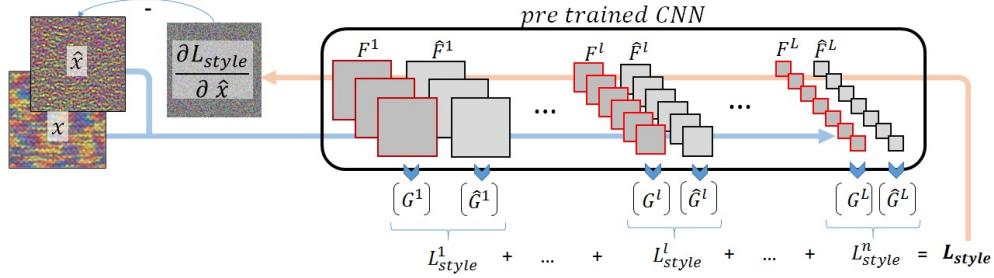 pre trained CNN
-
x̂
x
∂L_style / ∂ x̂
F^1 F̂^1 F^l F̂^l F^L F̂^L
... ...
[G^1] [Ĝ^1] [G^l] [Ĝ^l] [G^L] [Ĝ^L]
L^1_style + ... + L^l_style + ... + L^n_style = L_style